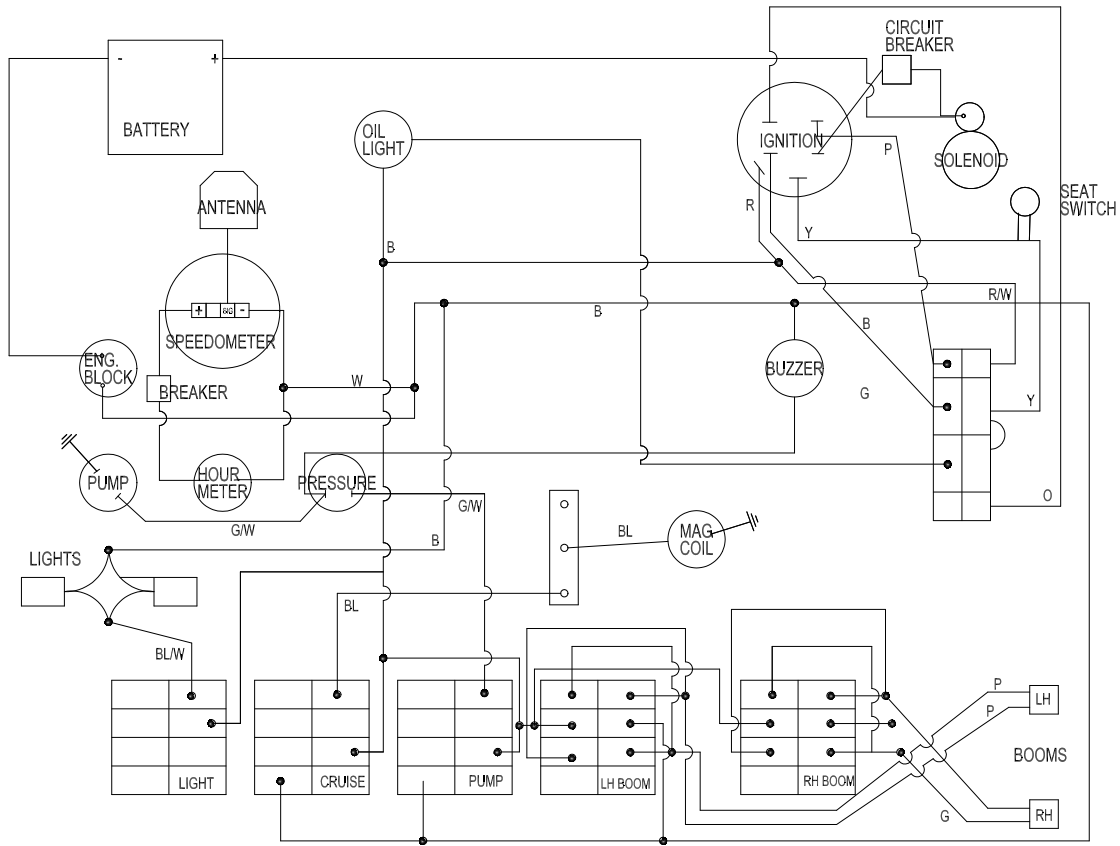 CIRCUIT
BREAKER
- +
BATTERY
OIL
LIGHT
IGNITION
P
SOLENOID
ANTENNA
SEAT
SWITCH
R
Y
B
R/W
+ SIG -
B
SPEEDOMETER
B
ENG.
BLOCK
BREAKER
W
BUZZER
G
Y
PUMP
HOUR
METER
PRESSURE
G/W
G/W
O
MAG
COIL
BL
B
LIGHTS
BL
BL/W
P
LH
P
BOOMS
LIGHT
CRUISE
PUMP
LH BOOM
RH BOOM
G
RH